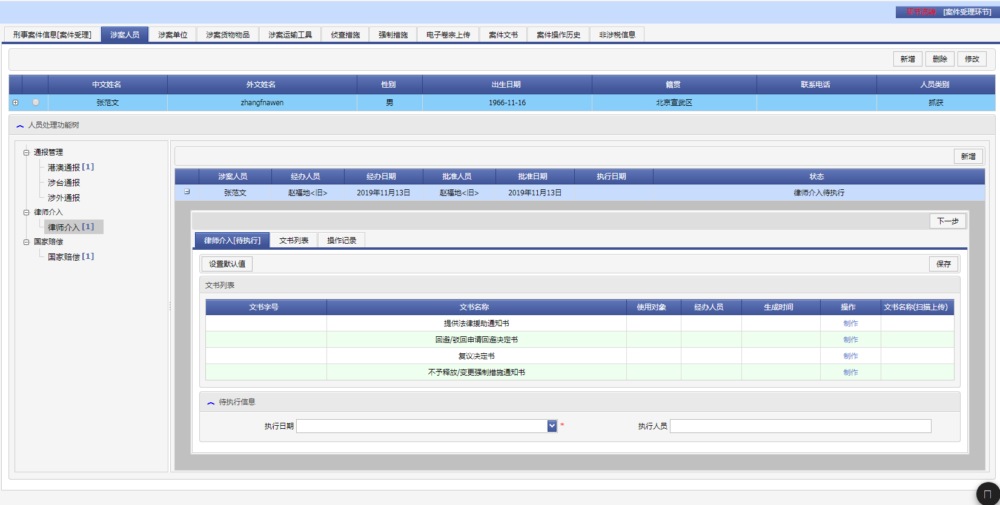 环节流转 [案件受理环节]
刑事案件信息[案件受理] 涉案人员 涉案单位 涉案货物物品 涉案运输工具 侦查措施 强制措施 电子卷宗上传 案件文书 案件操作历史 非涉税信息
新增 删除 修改
中文姓名 外文姓名 性别 出生日期 籍贯 联系电话 人员类别
张范文 zhangfnawen 男 1966-11-16 北京宣武区 抓获
人员处理功能树
通报管理
港澳通报 [1]
涉台通报
涉外通报
律师介入
律师介入 [1]
国家赔偿
国家赔偿 [1]
新增
涉案人员 经办人员 经办日期 批准人员 批准日期 执行日期 状态
张范文 赵福地<旧> 2019年11月13日 赵福地<旧> 2019年11月13日 律师介入待执行
下一步
律师介入[待执行] 文书列表 操作记录
设置默认值 保存
文书列表
文书字号 文书名称 使用对象 经办人员 生成时间 操作 文书名称(扫描上传)
提供法律援助通知书 制作
回避/驳回申请回避决定书 制作
复议决定书 制作
不予释放/变更强制措施通知书 制作
待执行信息
执行日期 * 执行人员